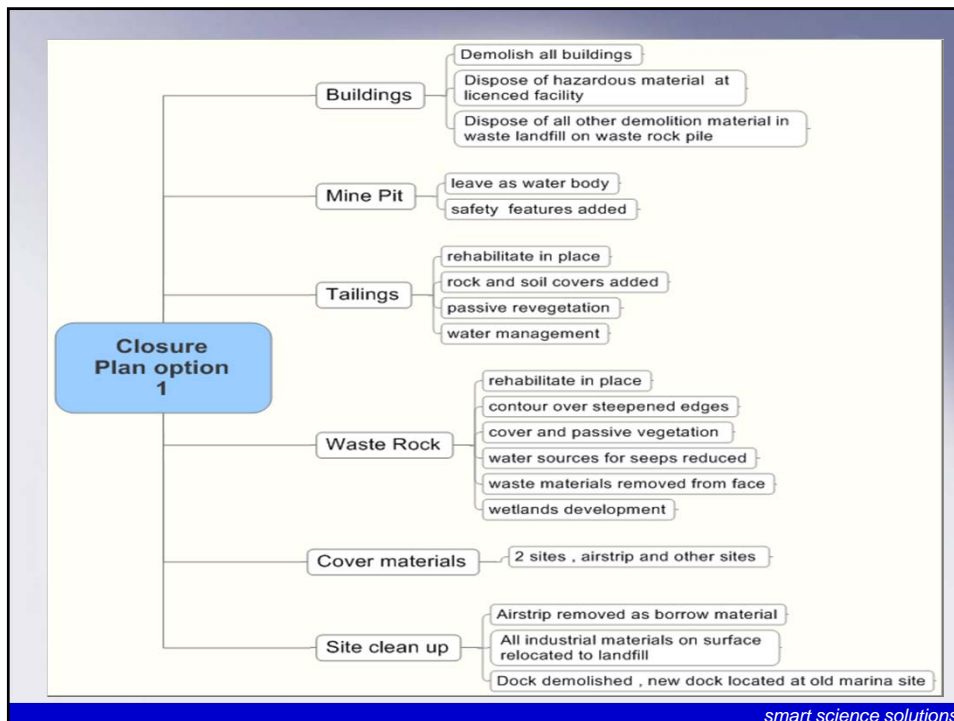 Closure
Plan option
1
Buildings
Demolish all buildings
Dispose of hazardous material at
licenced facility
Dispose of all other demolition material in
waste landfill on waste rock pile
Mine Pit
leave as water body
safety features added
Tailings
rehabilitate in place
rock and soil covers added
passive revegetation
water management
Waste Rock
rehabilitate in place
contour over steepened edges
cover and passive vegetation
water sources for seeps reduced
waste materials removed from face
wetlands development
Cover materials
2 sites , airstrip and other sites
Site clean up
Airstrip removed as borrow material
All industrial materials on surface
relocated to landfill
Dock demolished , new dock located at old marina site
smart science solutions